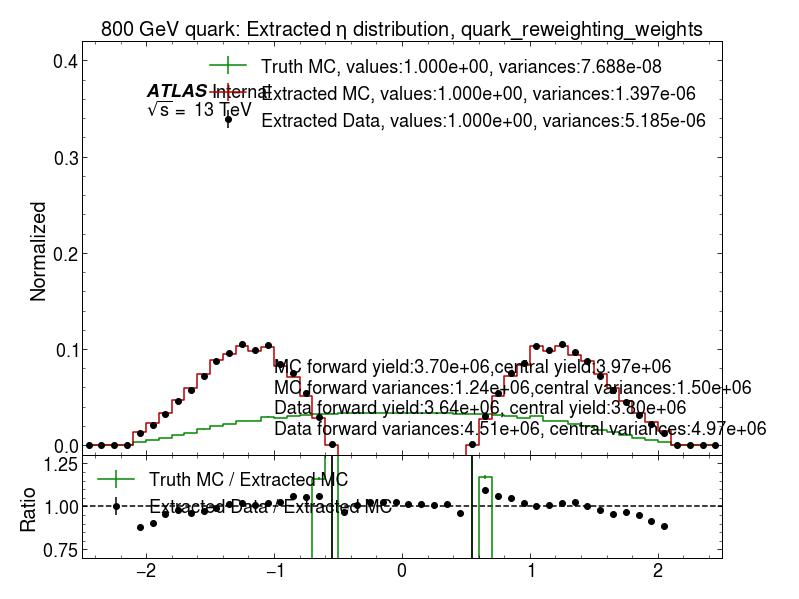 800 GeV quark: Extracted η distribution, quark_reweighting_weights
Truth MC, values:1.000e+00, variances:7.688e-08
ATLAS Internal
Extracted MC, values:1.000e+00, variances:1.397e-06
√s = 13 TeV
Extracted Data, values:1.000e+00, variances:5.185e-06
Normalized
0.4
0.3
0.2
0.1
0.0
MC forward yield:3.70e+06,central yield:3.97e+06
MC forward variances:1.24e+06,central variances:1.50e+06
Data forward yield:3.64e+06, central yield:3.80e+06
Data forward variances:4.51e+06, central variances:4.97e+06
Ratio
1.25
1.00
0.75
Truth MC / Extracted MC
Extracted Data / Extracted MC
−2 −1 0 1 2